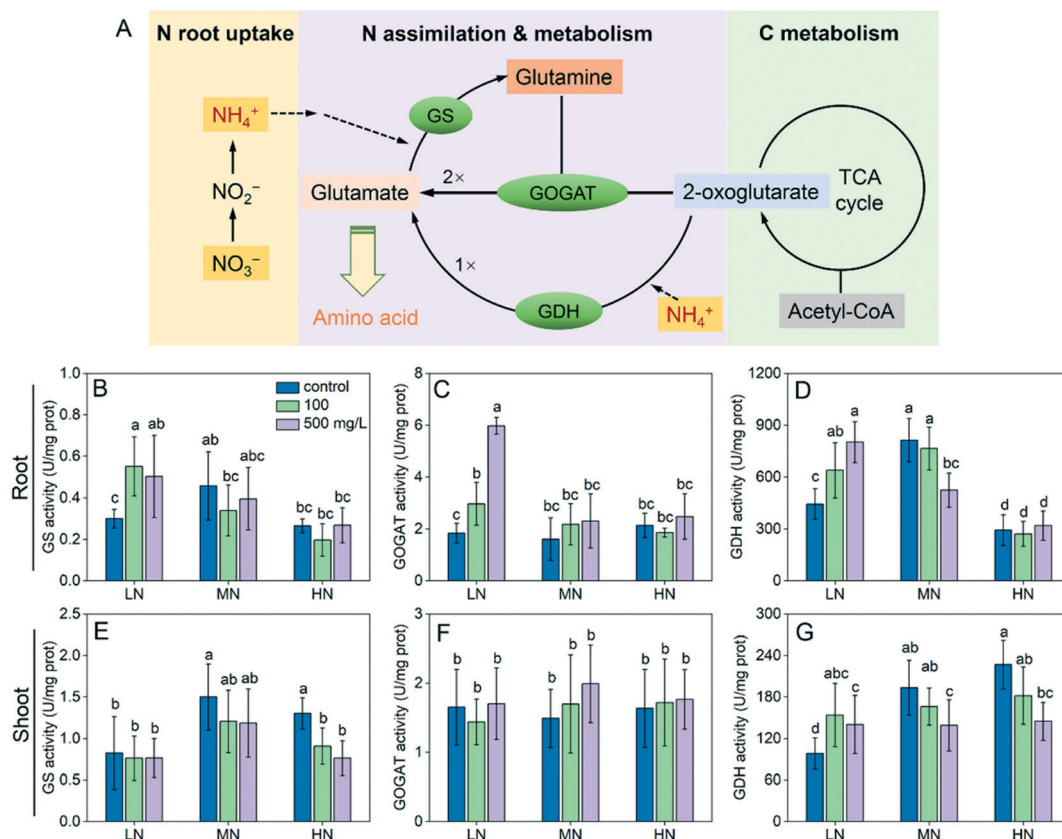 A
N root uptake
N assimilation & metabolism
C metabolism
Glutamine
GS
NH₄⁺
NO₂⁻
NO₃⁻
Glutamate
2×
GOGAT
2-oxoglutarate
TCA
cycle
1×
GDH
NH₄⁺
Amino acid
Acetyl-CoA
Root
B
GS activity (U/mg prot)
1.0
0.8
0.6
0.4
0.2
0.0
control
100
500 mg/L
c a ab
ab bc abc
bc bc bc
LN MN HN
C
GOGAT activity (U/mg prot)
8
6
4
2
0
c b a
bc bc bc
bc bc bc
LN MN HN
D
GDH activity (U/mg prot)
1200
900
600
300
0
c ab a
a a bc
d d d
LN MN HN
Shoot
E
GS activity (U/mg prot)
2.5
2.0
1.5
1.0
0.5
0.0
b b b
a ab ab
a b b
LN MN HN
F
GOGAT activity (U/mg prot)
3
2
1
0
b b b
b b b
b b b
LN MN HN
G
GDH activity (U/mg prot)
300
240
180
120
60
0
d abc c
ab ab c
a ab bc
LN MN HN